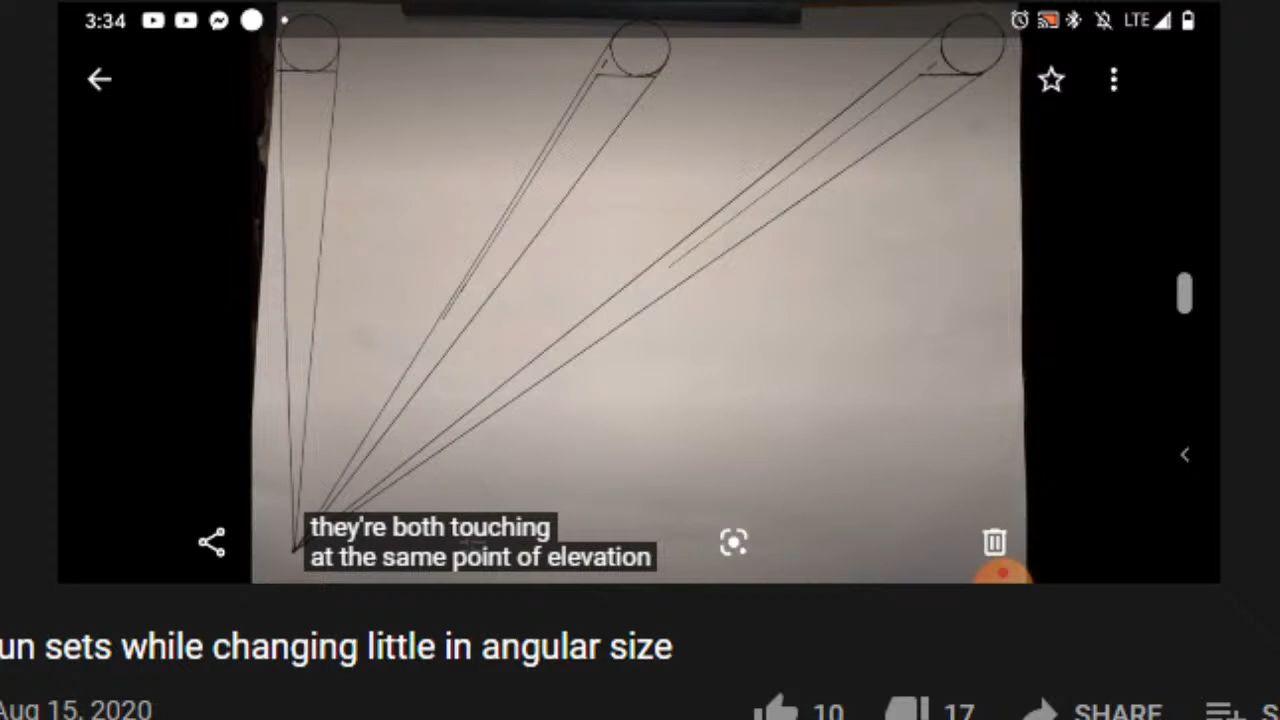 3:34
LTE
they're both touching
at the same point of elevation
un sets while changing little in angular size
Aug 15, 2020
10
17
SHARE
S